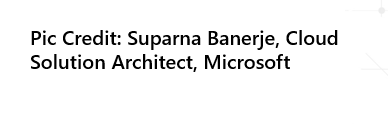 Pic Credit: Suparna Banerje, Cloud
Solution Architect, Microsoft